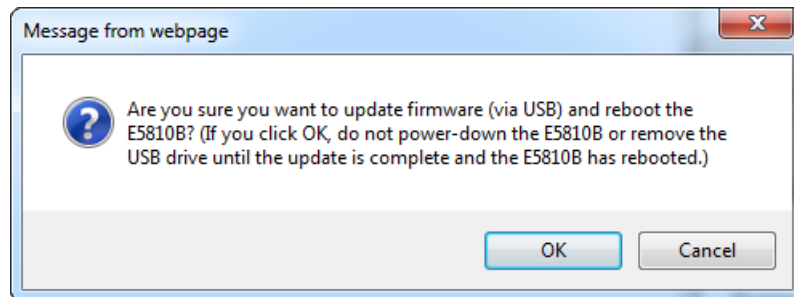 Message from webpage
Are you sure you want to update firmware (via USB) and reboot the
E5810B? (If you click OK, do not power-down the E5810B or remove the
USB drive until the update is complete and the E5810B has rebooted.)
OK
Cancel